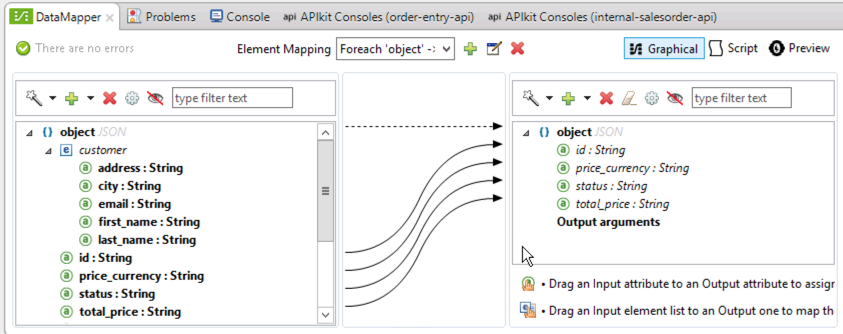 DataMapper Problems Console api APIkit Consoles (order-entry-api) api APIkit Consoles (internal-salesorder-api)
There are no errors Element Mapping Foreach 'object' -> Graphical Script Preview
type filter text type filter text
{} object JSON
e customer
a address : String
a city : String
a email : String
a first_name : String
a last_name : String
a id : String
a price_currency : String
a status : String
a total_price : String
{} object JSON
a id : String
a price_currency : String
a status : String
a total_price : String
Output arguments
• Drag an Input attribute to an Output attribute to assigr
• Drag an Input element list to an Output one to map th